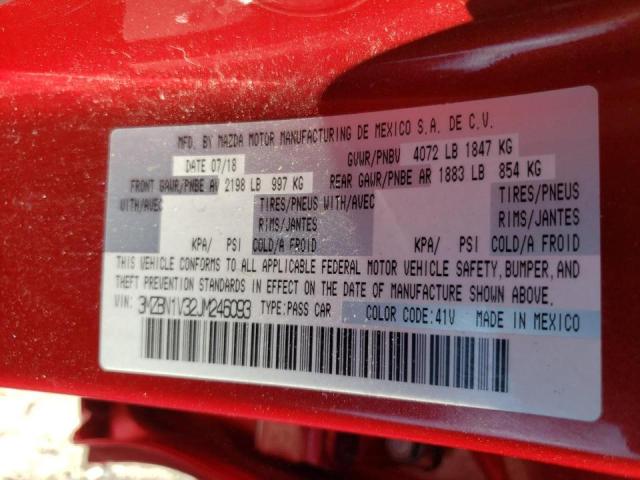 MFD. BY MAZDA MOTOR MANUFACTURING DE MEXICO S.A. DE C.V.
DATE 07/18 GVWR/PNBV 4072 LB 1847 KG
FRONT GAWR/PNBE AV 2198 LB 997 KG REAR GAWR/PNBE AR 1883 LB 854 KG
WITH/AVEC TIRES/PNEUS WITH/AVEC TIRES/PNEUS
RIMS/JANTES RIMS/JANTES
KPA/ PSI COLD/A FROID KPA/ PSI COLD/A FROID
THIS VEHICLE CONFORMS TO ALL APPLICABLE FEDERAL MOTOR VEHICLE SAFETY, BUMPER, AND
THEFT PREVENTION STANDARDS IN EFFECT ON THE DATE OF MANUFACTURE SHOWN ABOVE.
VIN: 3MZBN1V32JM246093 TYPE:PASS CAR COLOR CODE:41V MADE IN MEXICO